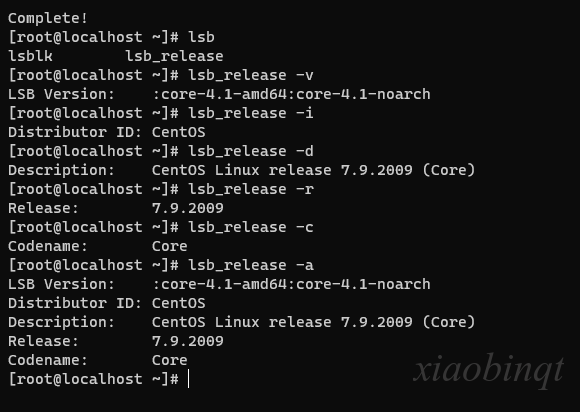 Complete!
[root@localhost ~]# lsb
lsblk        lsb_release
[root@localhost ~]# lsb_release -v
LSB Version:    :core-4.1-amd64:core-4.1-noarch
[root@localhost ~]# lsb_release -i
Distributor ID: CentOS
[root@localhost ~]# lsb_release -d
Description:    CentOS Linux release 7.9.2009 (Core)
[root@localhost ~]# lsb_release -r
Release:        7.9.2009
[root@localhost ~]# lsb_release -c
Codename:       Core
[root@localhost ~]# lsb_release -a
LSB Version:    :core-4.1-amd64:core-4.1-noarch
Distributor ID: CentOS
Description:    CentOS Linux release 7.9.2009 (Core)
Release:        7.9.2009
Codename:       Core
[root@localhost ~]#
xiaobinqt